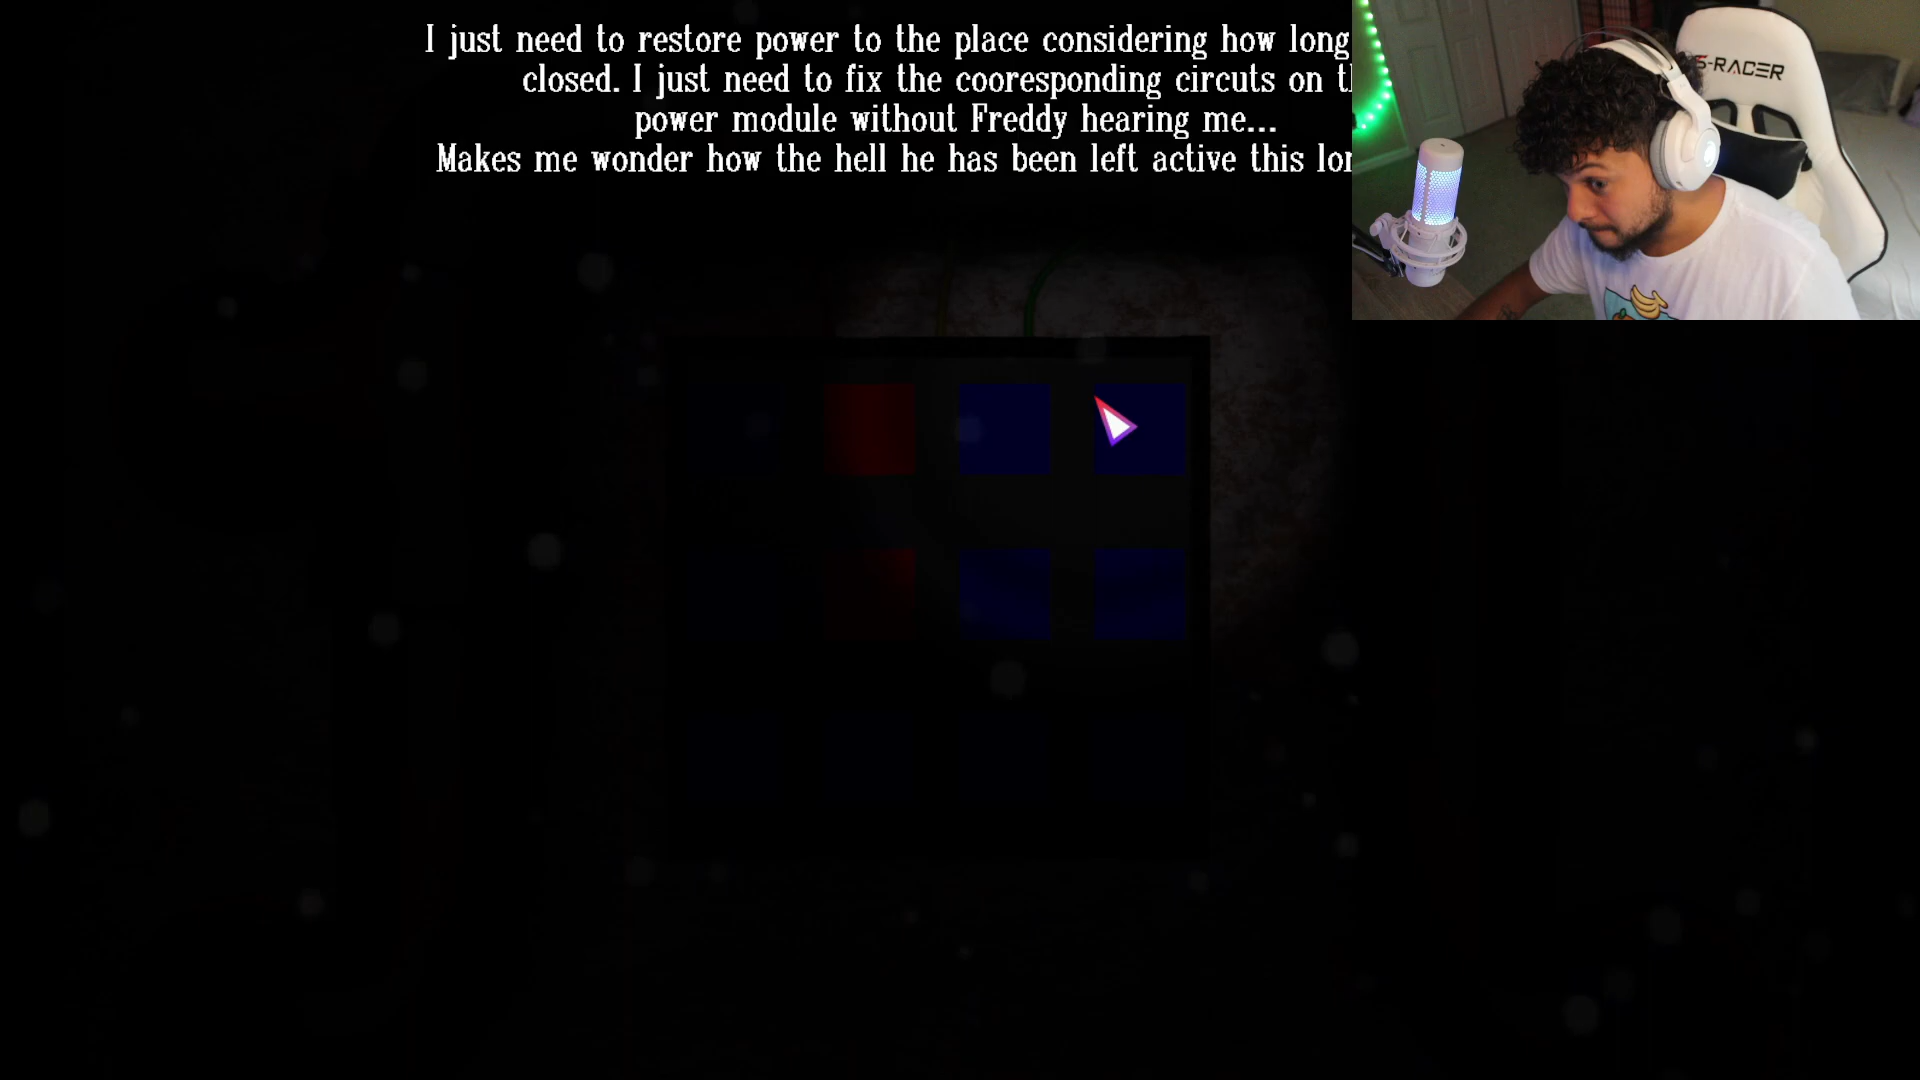 I just need to restore power to the place considering how long
closed. I just need to fix the cooresponding circuts on
power module without Freddy hearing me...
Makes me wonder how the hell he has been left active this
S-RACER